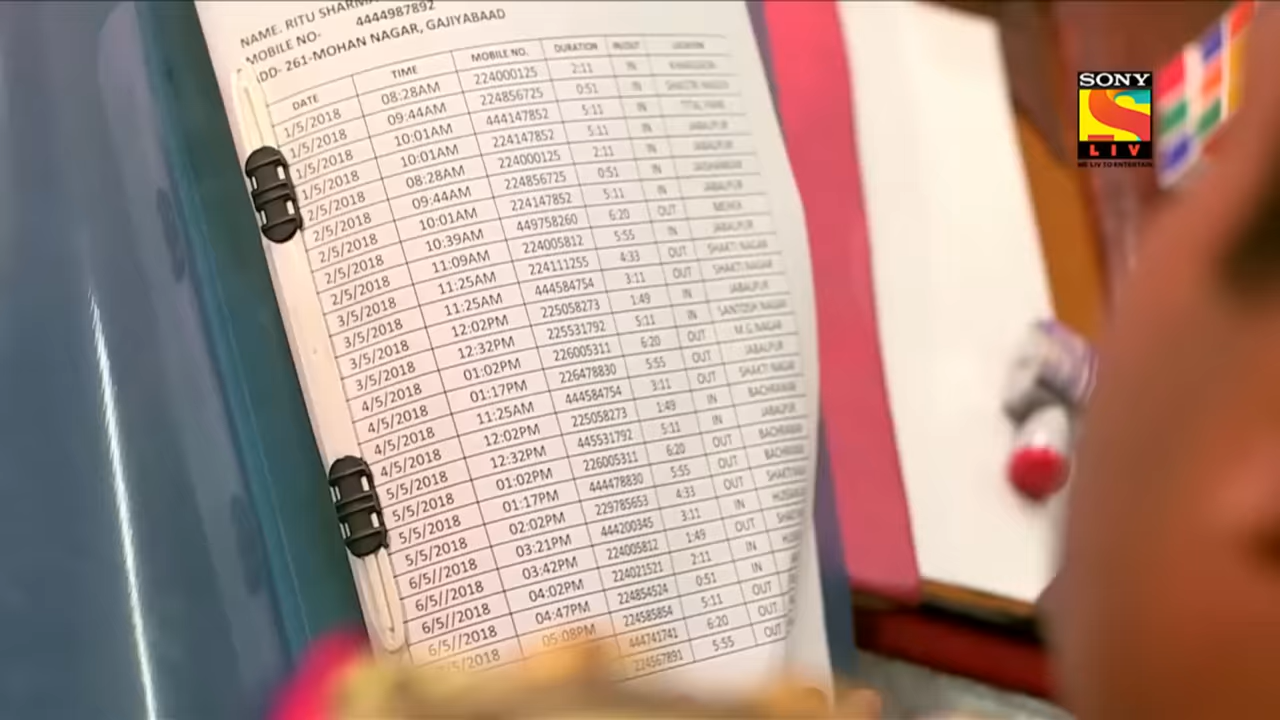 NAME. RITU SHARMA
MOBILE NO- 4444987892
DD- 261-MOHAN NAGAR, GAJIYABAAD
DATE TIME MOBILE NO. DURATION IN/OUT LOCATION
1/5/2018 08:28AM 224000125 2:11 IN
1/5/2018 09:44AM 224856725 0:51 IN
1/5/2018 10:01AM 444147852 5:11 IN
1/5/2018 10:01AM 224147852 5:11 IN JABALPUR
2/5/2018 08:28AM 224000125 2:11 IN JABALPUR
2/5/2018 09:44AM 224856725 0:51 IN
2/5/2018 10:01AM 224147852 5:11 IN JABALPUR
2/5/2018 10:39AM 449758260 6:20 OUT
3/5/2018 11:09AM 224005812 5:55 IN JABALPUR
3/5/2018 11:25AM 224111255 4:33 OUT SHAKTI NAGAR
3/5/2018 11:25AM 444584754 3:11 OUT SHAKTI NAGAR
3/5/2018 12:02PM 225058273 1:49 IN JABALPUR
4/5/2018 12:32PM 225531792 5:11 IN SANTOSH NAGAR
4/5/2018 01:02PM 226005311 6:20 OUT M.G.NAGAR
4/5/2018 01:17PM 226478830 5:55 OUT JABALPUR
4/5/2018 11:25AM 444584754 3:11 OUT SHAKTI NAGAR
5/5/2018 12:02PM 225058273 1:49 IN
5/5/2018 12:32PM 445531792 5:11 IN JABALPUR
5/5/2018 01:02PM 226005311 6:20 OUT
5/5/2018 01:17PM 444478830 5:55 OUT
6/5//2018 02:02PM 229785653 4:33 OUT
6/5//2018 03:21PM 444200345 3:11 IN
6/5//2018 03:42PM 224005812 1:49 OUT
/5/2018 04:02PM 224021521 2:11 IN
04:47PM 224854524 0:51 IN
05:08PM 224585854 5:11 OUT
444741741 6:20 OUT
224567891 5:55 OUT
SONY
LIV
WE LIV TO ENTERTAIN